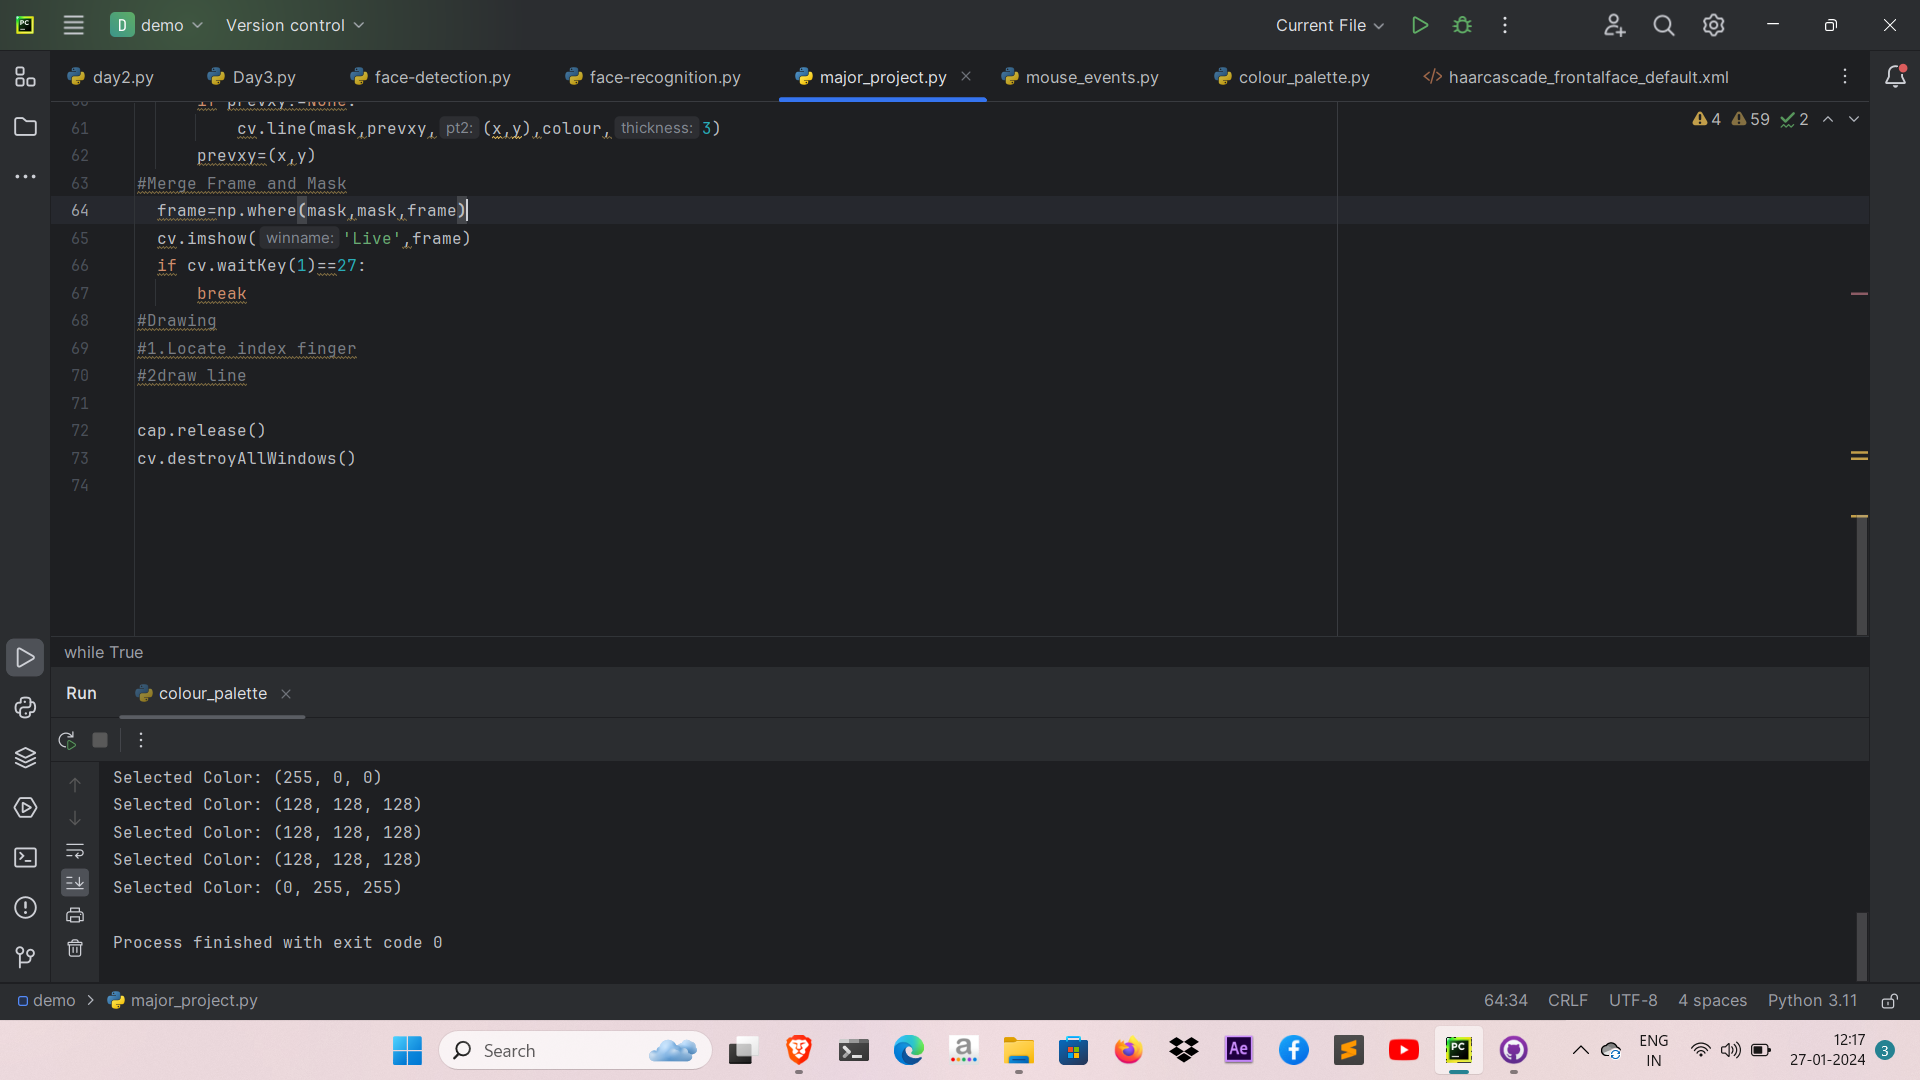 D demo Version control Current File
day2.py Day3.py face-detection.py face-recognition.py major_project.py mouse_events.py colour_palette.py haarcascade_frontalface_default.xml
4 59 2
60 if prevxy!=None:
61 cv.line(mask,prevxy, pt2: (x,y),colour, thickness: 3)
62 prevxy=(x,y)
63 #Merge Frame and Mask
64 frame=np.where(mask,mask,frame)
65 cv.imshow( winname: 'Live',frame)
66 if cv.waitKey(1)==27:
67 break
68 #Drawing
69 #1.Locate index finger
70 #2draw line
71
72 cap.release()
73 cv.destroyAllWindows()
74
while True
Run colour_palette
Selected Color: (255, 0, 0)
Selected Color: (128, 128, 128)
Selected Color: (128, 128, 128)
Selected Color: (128, 128, 128)
Selected Color: (0, 255, 255)
Process finished with exit code 0
demo > major_project.py 64:34 CRLF UTF-8 4 spaces Python 3.11
Search
ENG
IN
12:17
27-01-2024
3